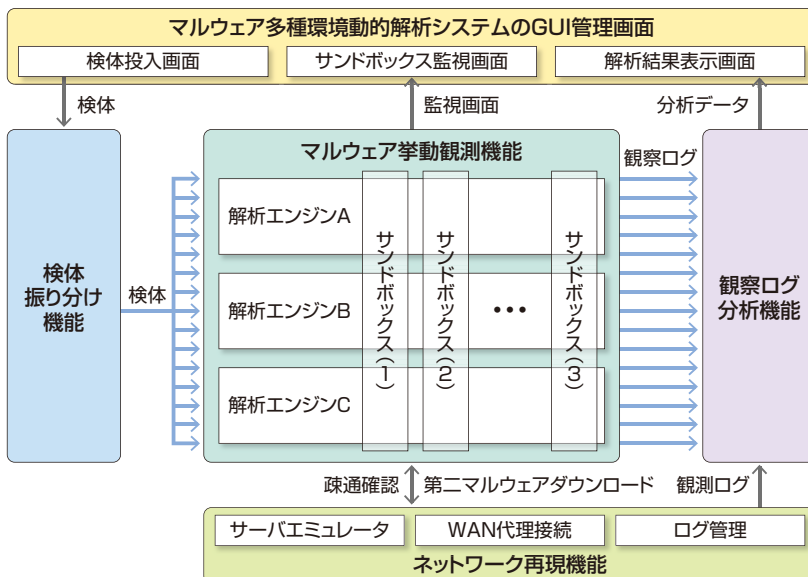 マルウェア多種環境動的解析システムのGUI管理画面
検体投入画面
サンドボックス監視画面
解析結果表示画面
検体
監視画面
分析データ
検体
振り分け
機能
検体
マルウェア挙動観測機能
解析エンジンA
解析エンジンB
解析エンジンC
サンドボックス(1)
サンドボックス(2)
•••
サンドボックス(3)
観察ログ
観察ログ
分析機能
疎通確認
第二マルウェアダウンロード
観測ログ
サーバエミュレータ
WAN代理接続
ログ管理
ネットワーク再現機能